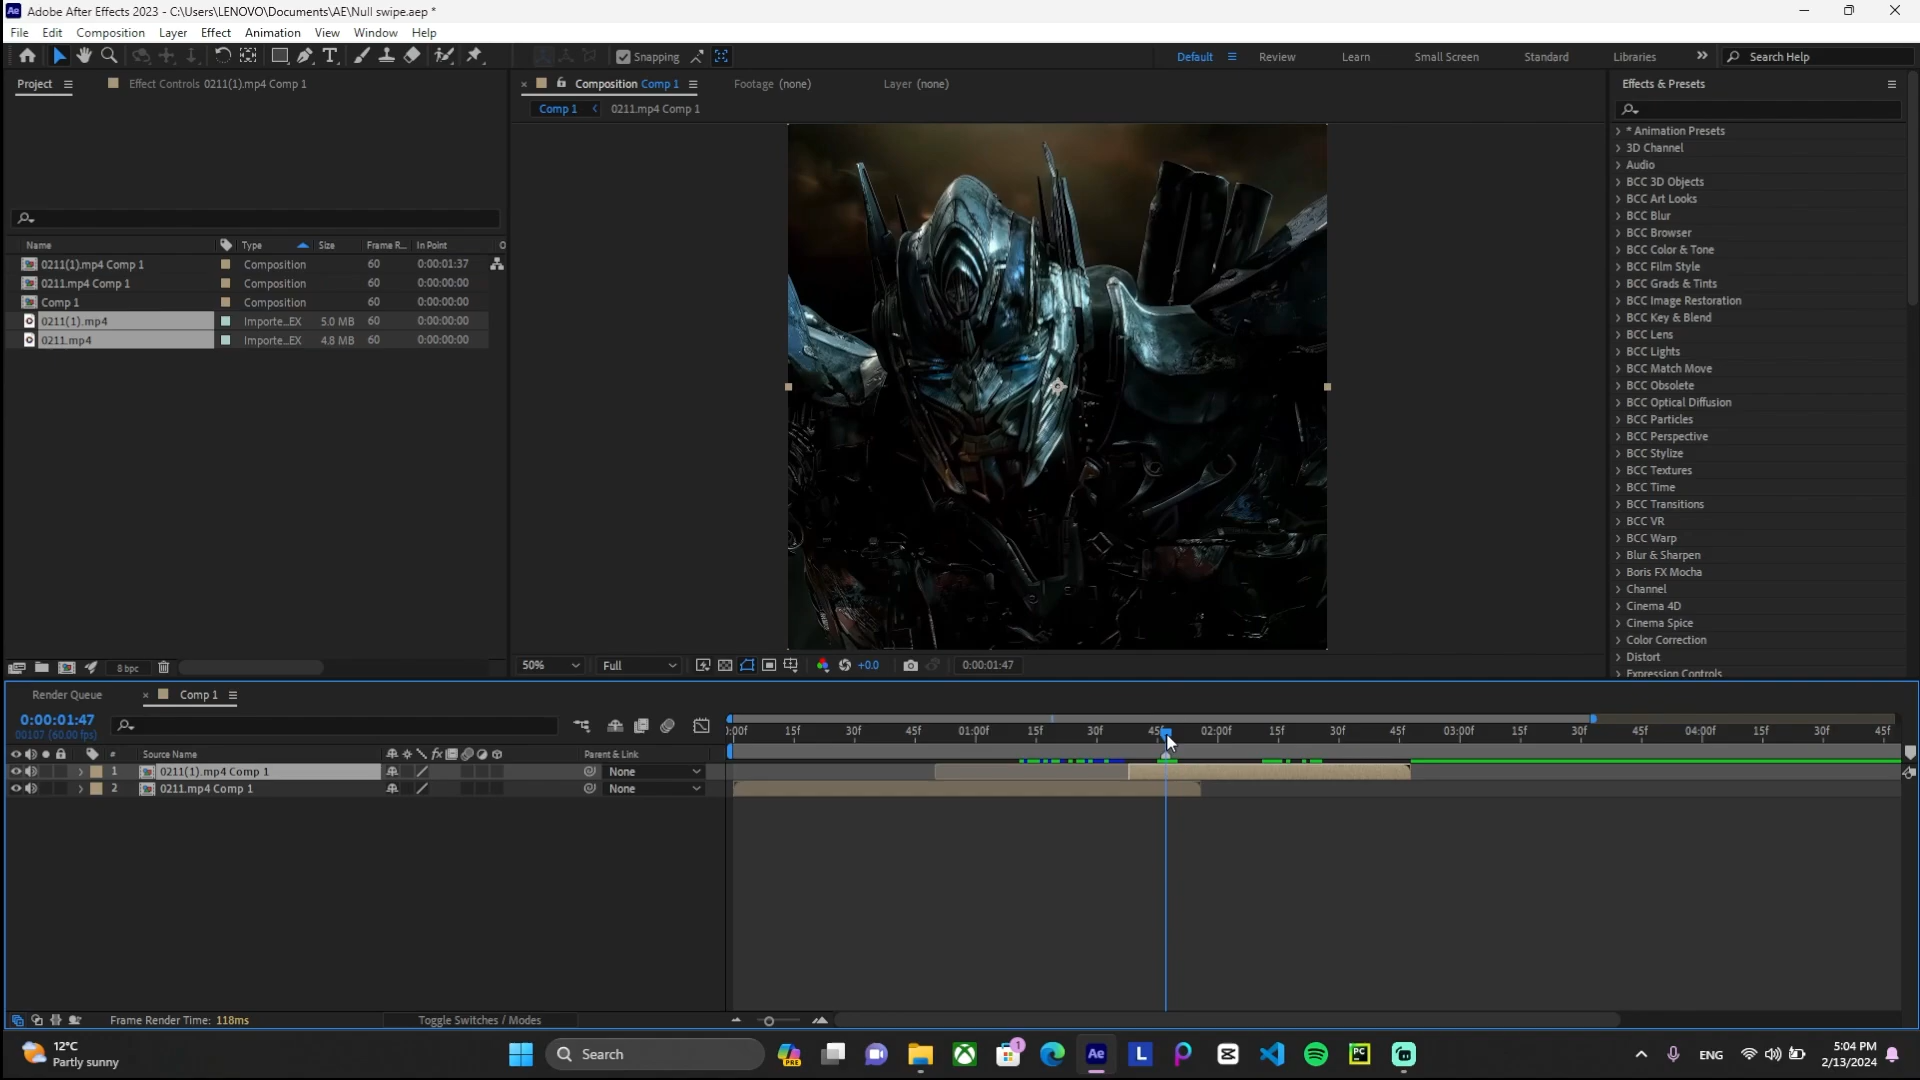 Adobe After Effects 2023 - C:\Users\LENOVO\Documents\AE\Null swipe.aep *
File Edit Composition Layer Effect Animation View Window Help
Snapping Default Review Learn Small Screen Standard Libraries Search Help
Project Effect Controls 0211(1).mp4 Comp 1 Composition Comp 1 Footage (none) Layer (none) Effects & Presets
Comp 1 0211.mp4 Comp 1
* Animation Presets
3D Channel
Audio
BCC 3D Objects
BCC Art Looks
BCC Blur
BCC Browser
BCC Color & Tone
BCC Film Style
BCC Grads & Tints
BCC Image Restoration
BCC Key & Blend
BCC Lens
BCC Lights
BCC Match Move
BCC Obsolete
BCC Optical Diffusion
BCC Particles
BCC Perspective
BCC Stylize
BCC Textures
BCC Time
BCC Transitions
BCC VR
BCC Warp
Blur & Sharpen
Boris FX Mocha
Channel
Cinema 4D
Cinema Spice
Color Correction
Distort
Expression Controls
Name Type Size Frame R... In Point O
0211(1).mp4 Comp 1 Composition 60 0:00:01:37
0211.mp4 Comp 1 Composition 60 0:00:00:00
Comp 1 Composition 60 0:00:00:00
0211(1).mp4 Importe...EX 5.0 MB 60 0:00:00:00
0211.mp4 Importe...EX 4.8 MB 60 0:00:00:00
8 bpc 50% Full +0.0 0:00:01:47
Render Queue Comp 1
0:00:01:47
00107 (60.00 fps)
:00f 15f 30f 45f 01:00f 15f 30f 45f 02:00f 15f 30f 45f 03:00f 15f 30f 45f 04:00f 15f 30f 45f
# Source Name fx Parent & Link
1 0211(1).mp4 Comp 1 None
2 0211.mp4 Comp 1 None
Frame Render Time: 118ms Toggle Switches / Modes
12°C
Partly sunny
Search PRE 1 Ae L PC ENG
5:04 PM
2/13/2024